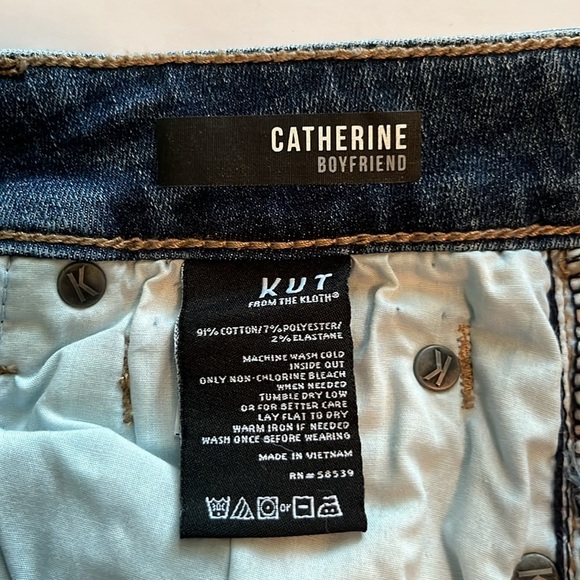 CATHERINE
BOYFRIEND
K
KUT
FROM THE KLOTH®
91% COTTON/7% POLYESTER/
2% ELASTANE
MACHINE WASH COLD
INSIDE OUT
ONLY NON-CHLORINE BLEACH
WHEN NEEDED
TUMBLE DRY LOW
OR FOR BETTER CARE
LAY FLAT TO DRY
WARM IRON IF NEEDED
WASH ONCE BEFORE WEARING
MADE IN VIETNAM
RN# 58539
or
K